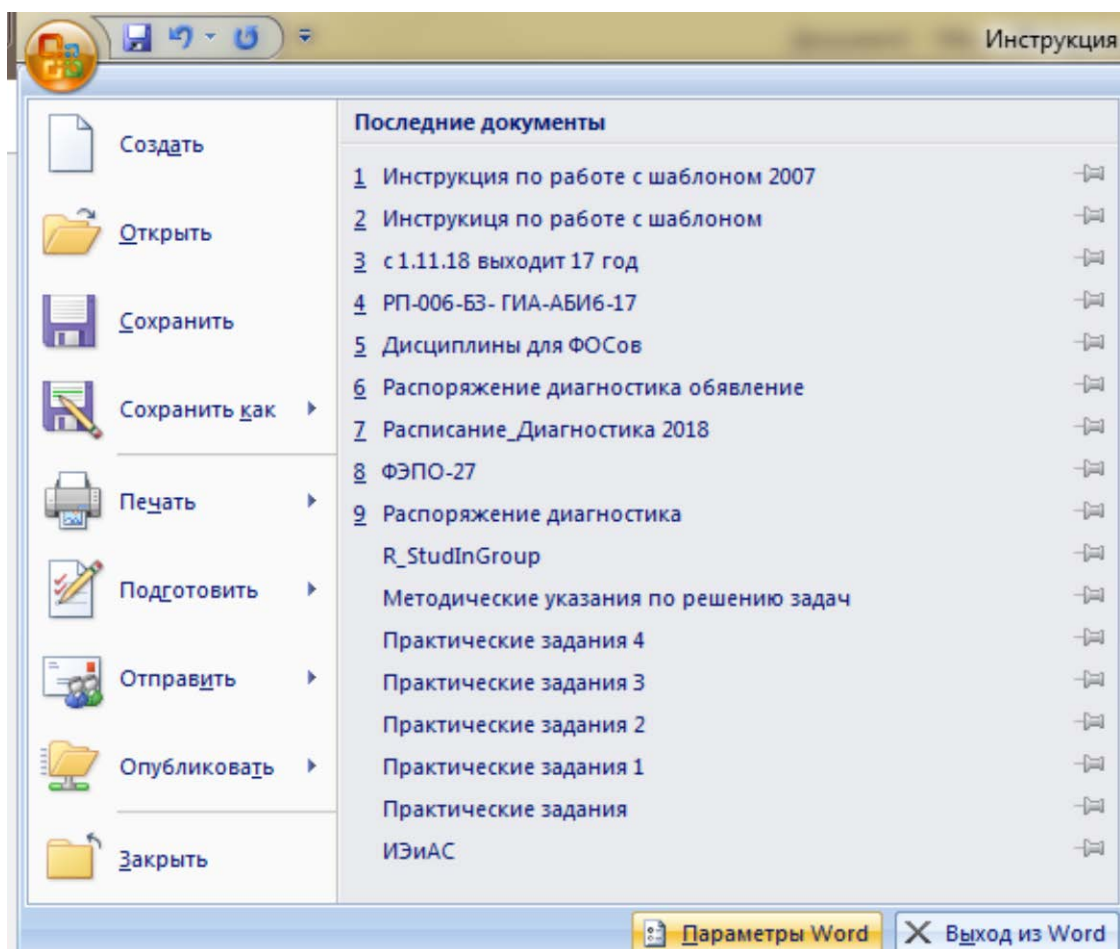 Инструкция
Создать
Открыть
Сохранить
Сохранить как
Печать
Подготовить
Отправить
Опубликовать
Закрыть
Последние документы
1 Инструкция по работе с шаблоном 2007
2 Инструкиця по работе с шаблоном
3 с 1.11.18 выходит 17 год
4 РП-006-БЗ- ГИА-АБИб-17
5 Дисциплины для ФОСов
6 Распоряжение диагностика обявление
7 Расписание_Диагностика 2018
8 ФЭПО-27
9 Распоряжение диагностика
R_StudInGroup
Методические указания по решению задач
Практические задания 4
Практические задания 3
Практические задания 2
Практические задания 1
Практические задания
ИЭиАС
Параметры Word
Выход из Word